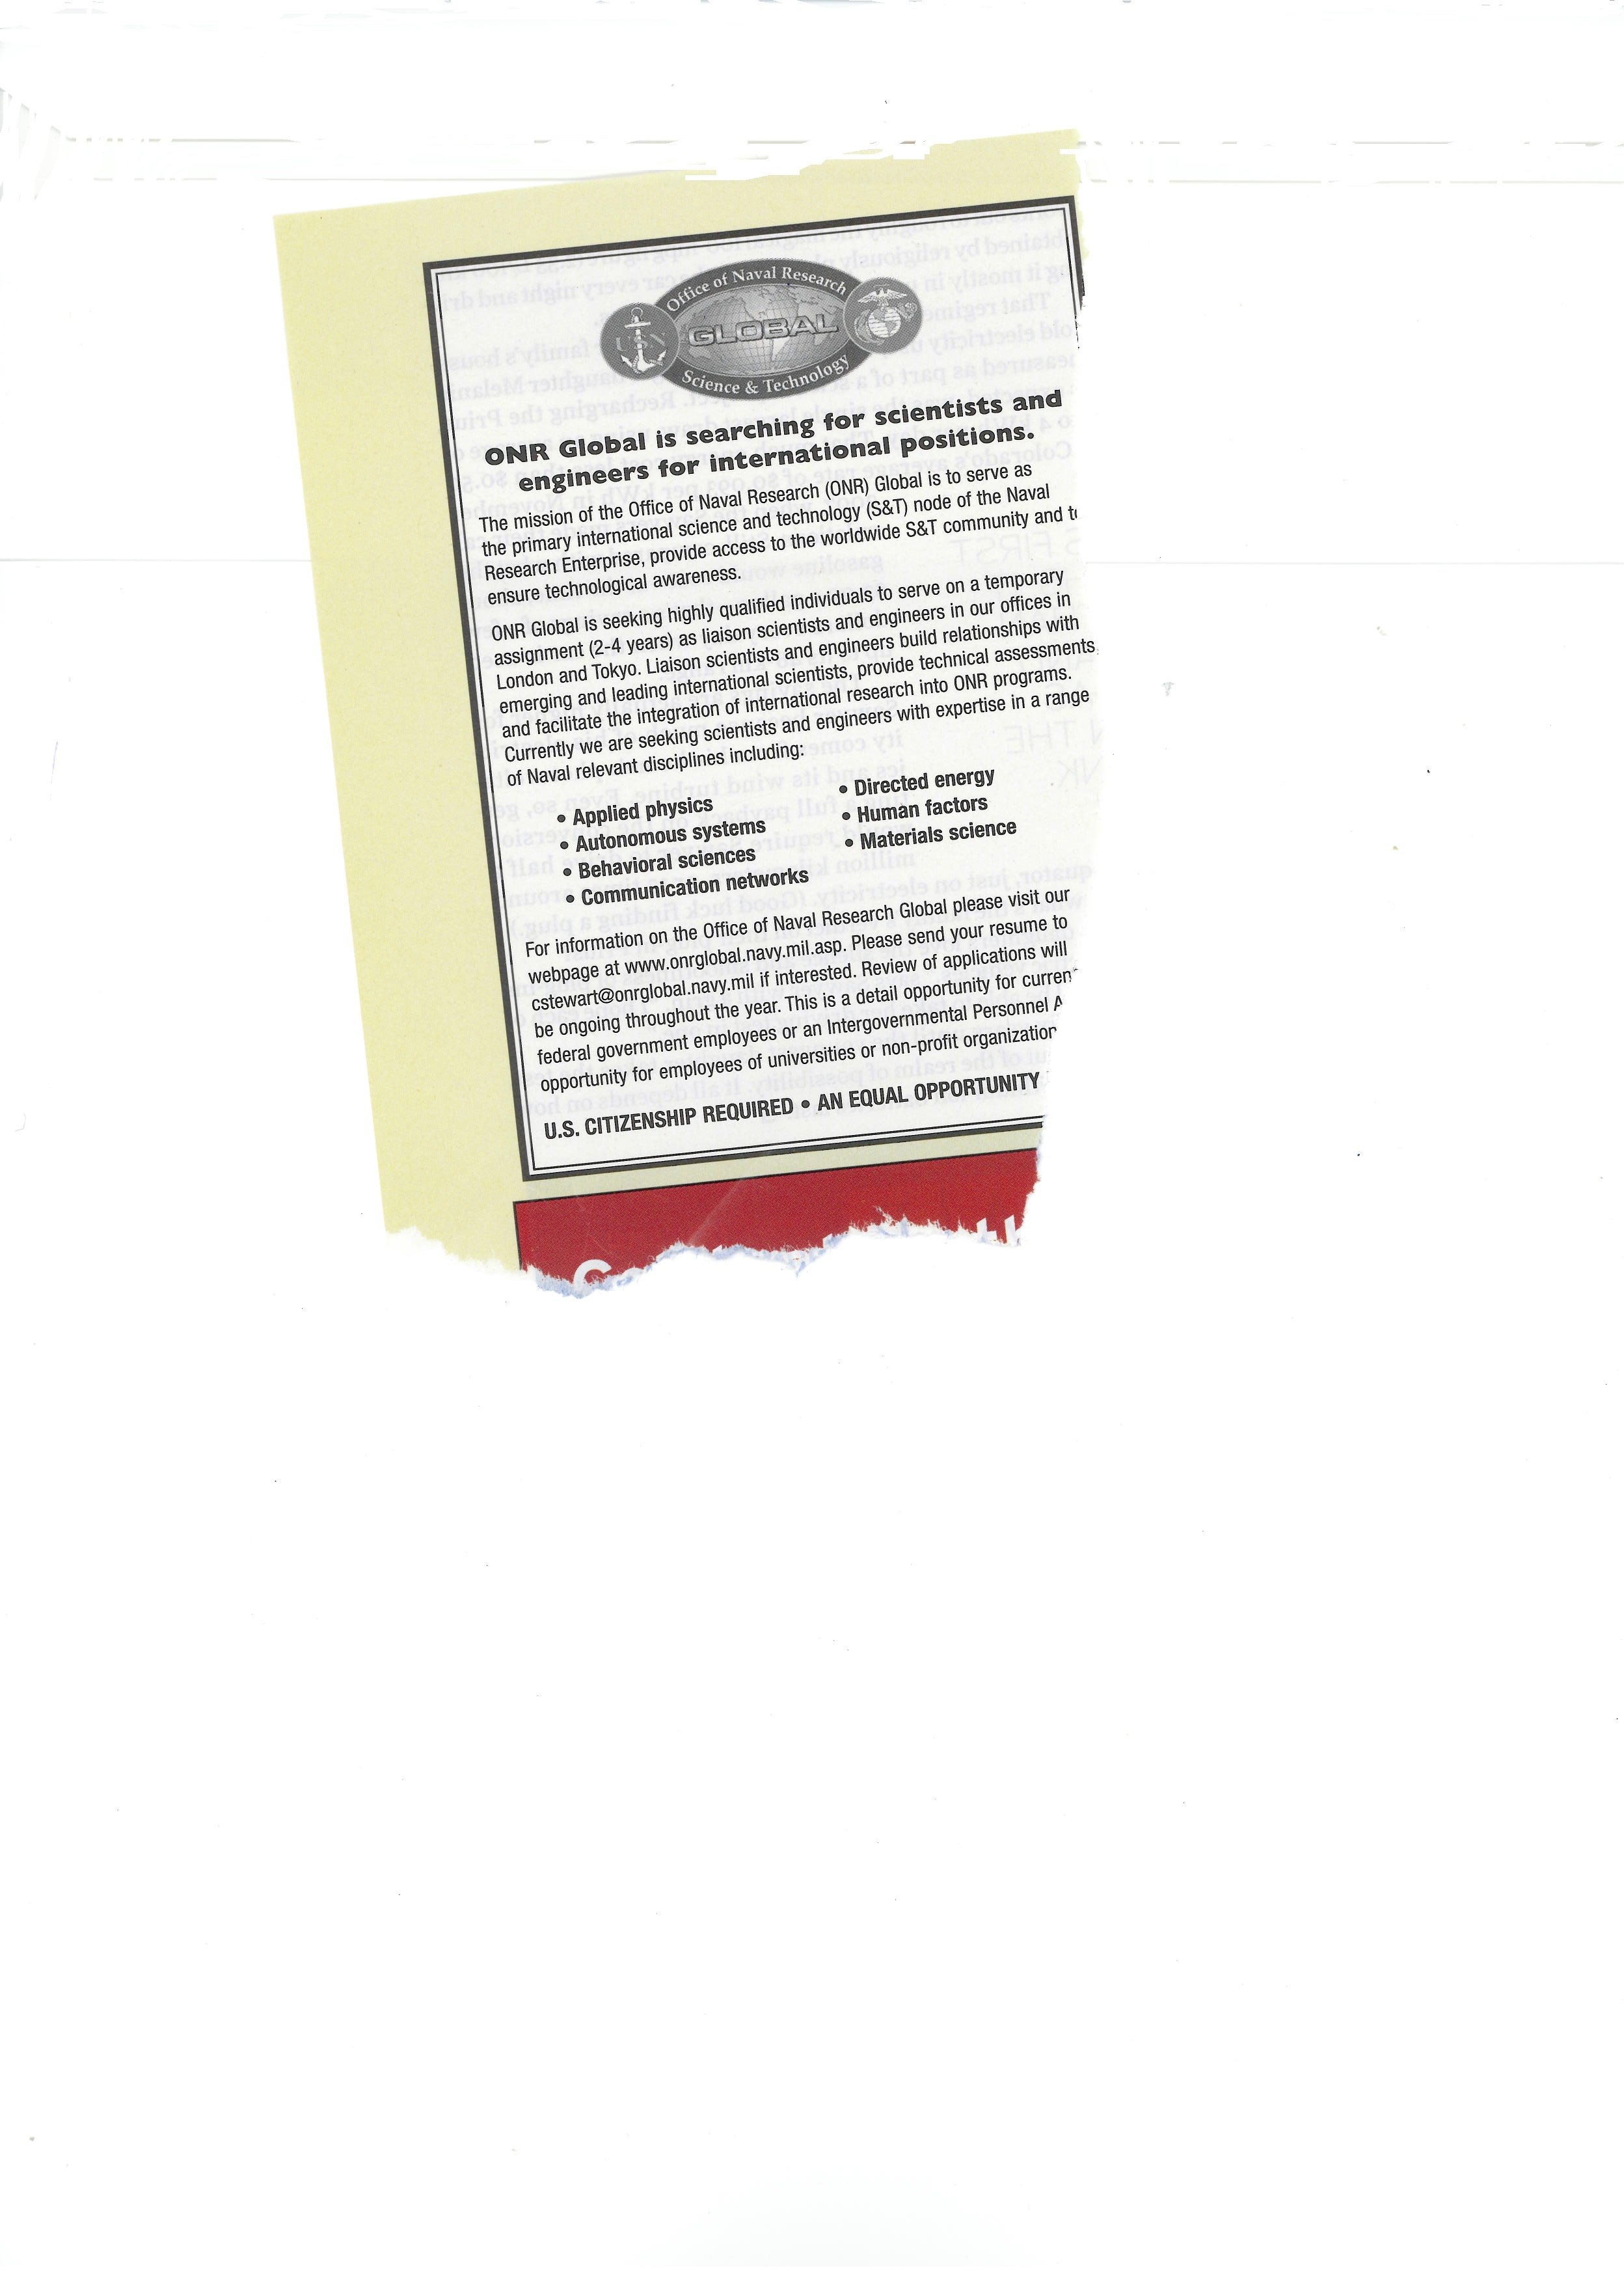 Office of Naval Research
USN
GLOBAL
Science & Technology
ONR Global is searching for scientists and
engineers for international positions.
The mission of the Office of Naval Research (ONR) Global is to serve as
the primary international science and technology (S&T) node of the Naval
Research Enterprise, provide access to the worldwide S&T community and
ensure technological awareness.
ONR Global is seeking highly qualified individuals to serve on a temporary
assignment (2-4 years) as liaison scientists and engineers in our offices in
London and Tokyo. Liaison scientists and engineers build relationships with
emerging and leading international scientists, provide technical assessments
and facilitate the integration of international research into ONR programs.
Currently we are seeking scientists and engineers with expertise in a range
of Naval relevant disciplines including:
• Applied physics
• Autonomous systems
• Behavioral sciences
• Communication networks
• Directed energy
• Human factors
• Materials science
For information on the Office of Naval Research Global please visit our
webpage at www.onrglobal.navy.mil.asp. Please send your resume to
cstewart@onrglobal.navy.mil if interested. Review of applications will
be ongoing throughout the year. This is a detail opportunity for curren
federal government employees or an Intergovernmental Personnel A
opportunity for employees of universities or non-profit organization
U.S. CITIZENSHIP REQUIRED • AN EQUAL OPPORTUNITY